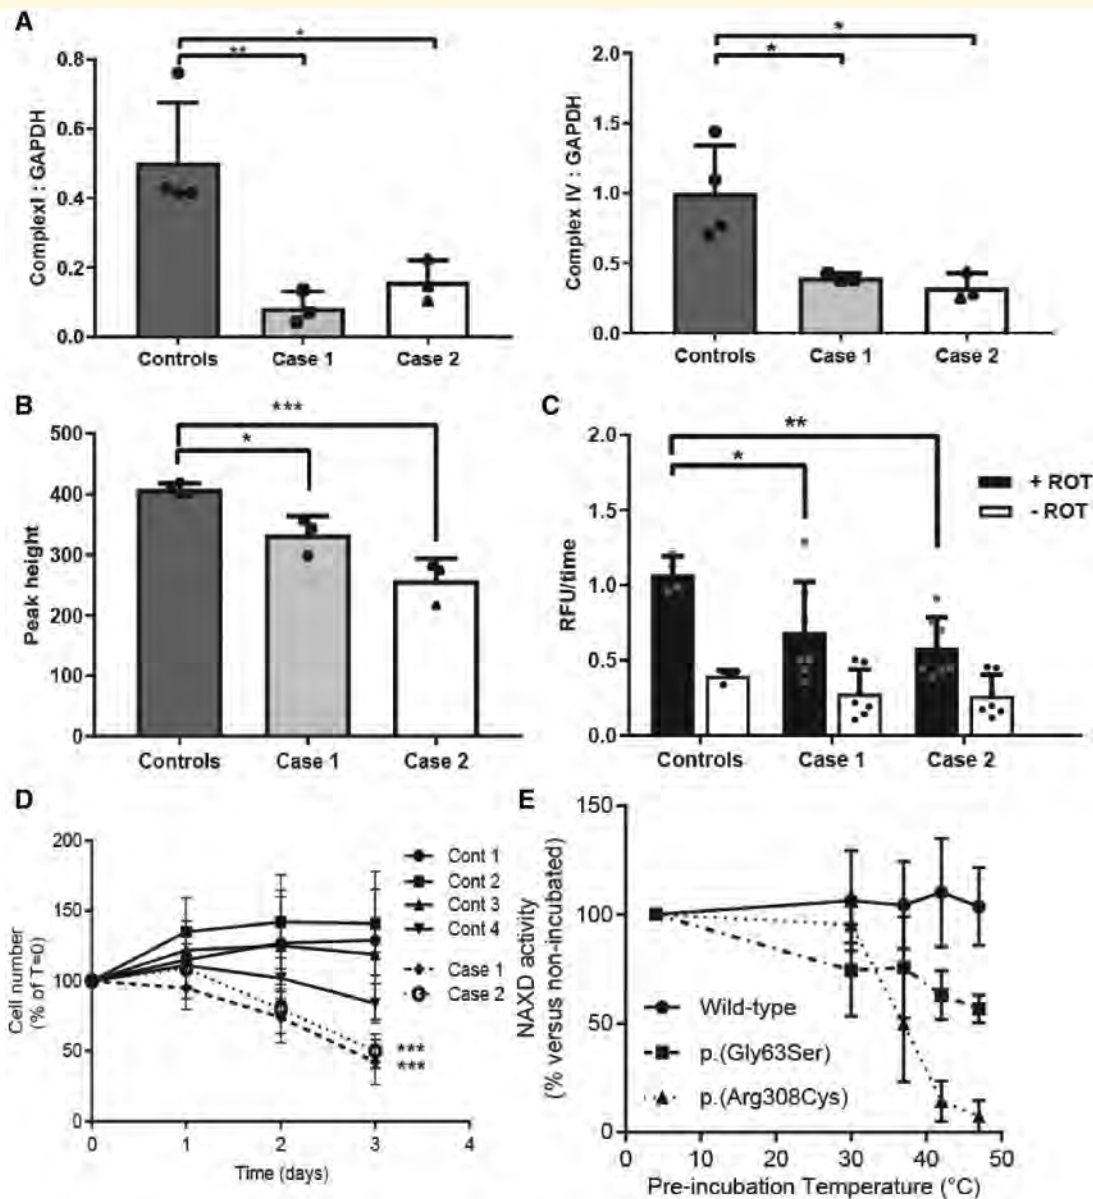 A
*
**
0.8
0.6
0.4
0.2
0.0
ComplexI : GAPDH
Controls
Case 1
Case 2
*
*
2.0
1.5
1.0
0.5
0.0
Complex IV : GAPDH
Controls
Case 1
Case 2
B
***
*
500
400
300
200
100
0
Peak height
Controls
Case 1
Case 2
C
**
*
2.0
1.5
1.0
0.5
0.0
RFU/time
+ ROT
- ROT
Controls
Case 1
Case 2
D
200
150
100
50
0
Cell number
(% of T=0)
Cont 1
Cont 2
Cont 3
Cont 4
Case 1
Case 2
***
***
0
1
2
3
4
Time (days)
E
150
100
50
0
NAXD activity
(% versus non-incubated)
Wild-type
p.(Gly63Ser)
p.(Arg308Cys)
0
10
20
30
40
50
Pre-incubation Temperature (°C)